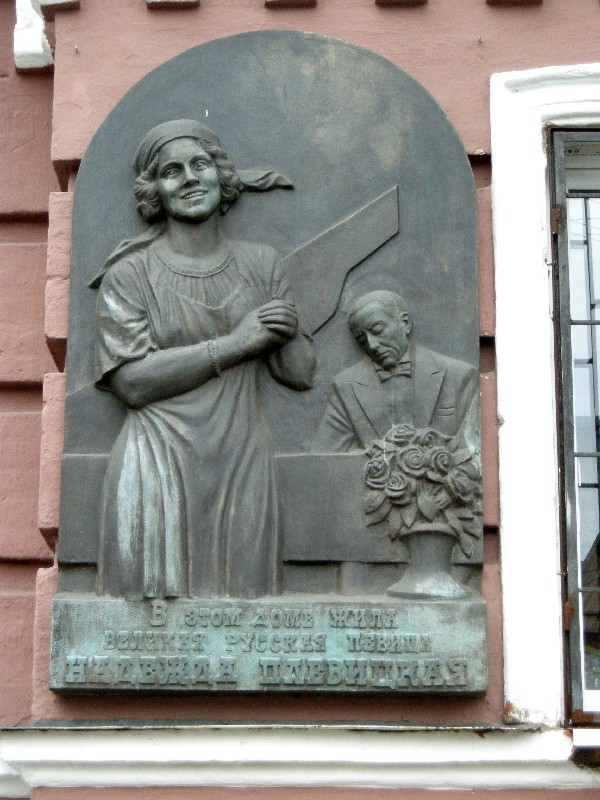 В ЭТОМ ДОМЕ ЖИЛА
ВЕЛИКАЯ РУССКАЯ ПЕВИЦА
НАДЕЖДА ПЛЕВИЦКАЯ